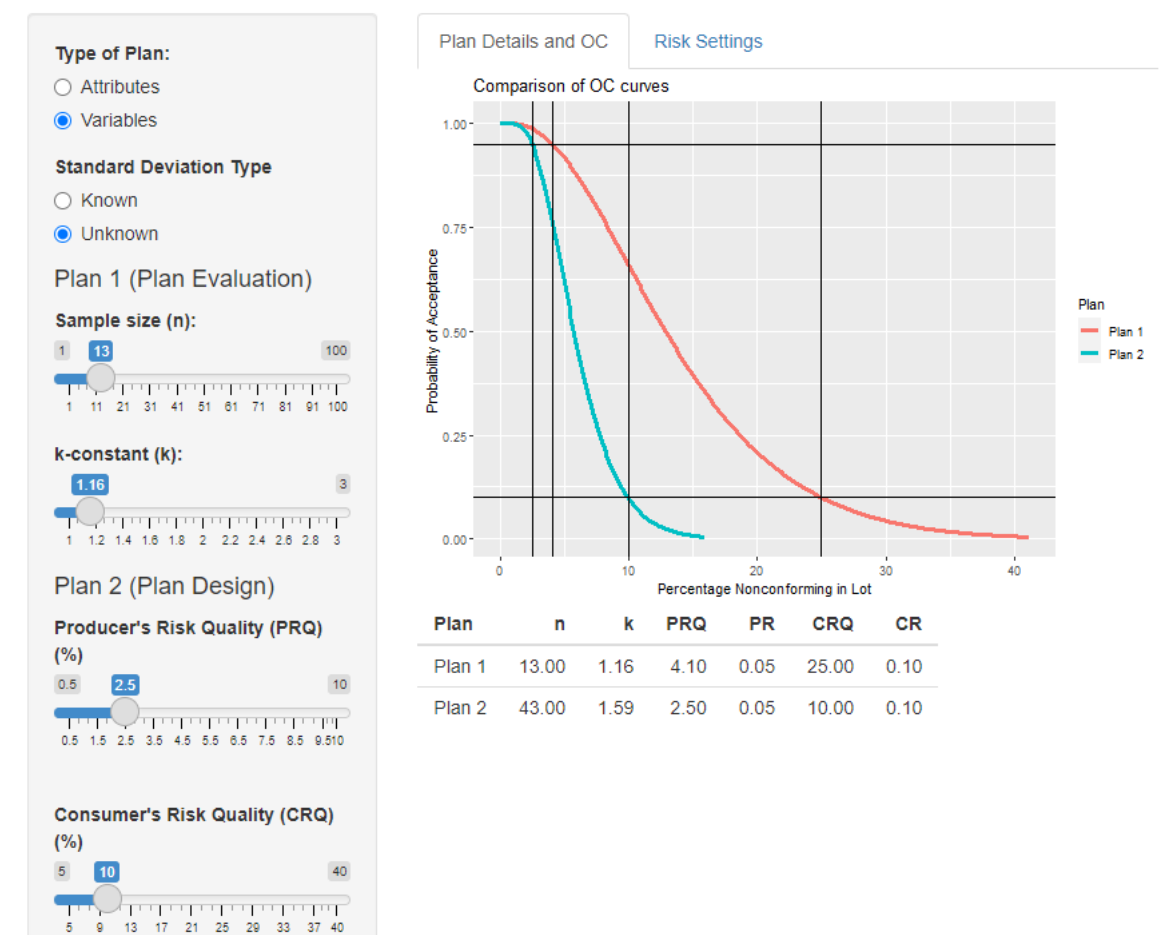 Type of Plan:
Attributes
Variables
Standard Deviation Type
Known
Unknown
Plan 1 (Plan Evaluation)
Sample size (n):
1 13 100
1 11 21 31 41 51 61 71 81 91 100
k-constant (k):
1.16 3
1 1.2 1.4 1.6 1.8 2 2.2 2.4 2.6 2.8 3
Plan 2 (Plan Design)
Producer's Risk Quality (PRQ)
(%)
0.5 2.5 10
0.5 1.5 2.5 3.5 4.5 5.5 6.5 7.5 8.5 9.510
Consumer's Risk Quality (CRQ)
(%)
5 10 40
5 9 13 17 21 25 29 33 37 40
Plan Details and OC Risk Settings
Comparison of OC curves
1.00
0.75
0.50
0.25
0.00
Probability of Acceptance
0 10 20 30 40
Percentage Nonconforming in Lot
Plan
Plan 1
Plan 2
Plan n k PRQ PR CRQ CR
Plan 1 13.00 1.16 4.10 0.05 25.00 0.10
Plan 2 43.00 1.59 2.50 0.05 10.00 0.10